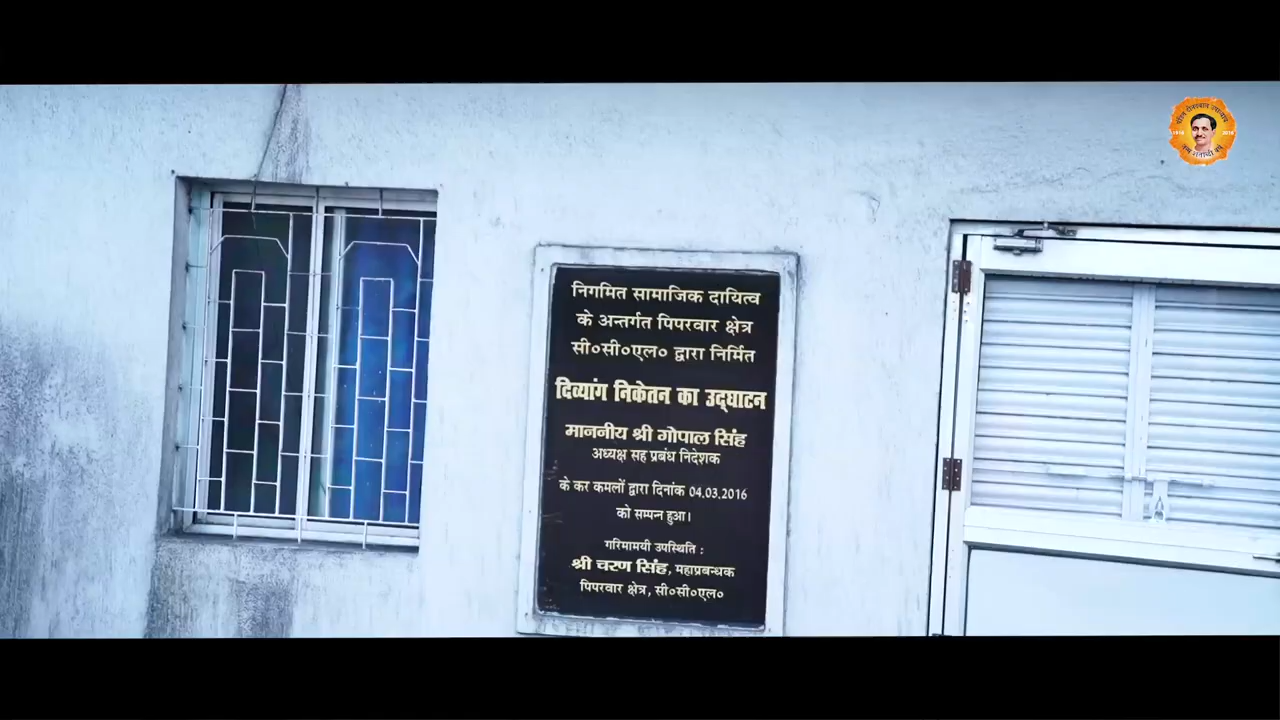 निगमित सामाजिक दायित्व
के अन्तर्गत पिपरवार क्षेत्र
सी०सी०एल० द्वारा निर्मित
दिव्यांग निकेतन का उद्घाटन
माननीय श्री गोपाल सिंह
अध्यक्ष सह प्रबंध निदेशक
के कर कमलों द्वारा दिनांक 04.03.2016
को सम्पन्न हुआ।
गरिमामयी उपस्थिति :
श्री चरण सिंह, महाप्रबन्धक
पिपरवार क्षेत्र, सी०सी०एल०